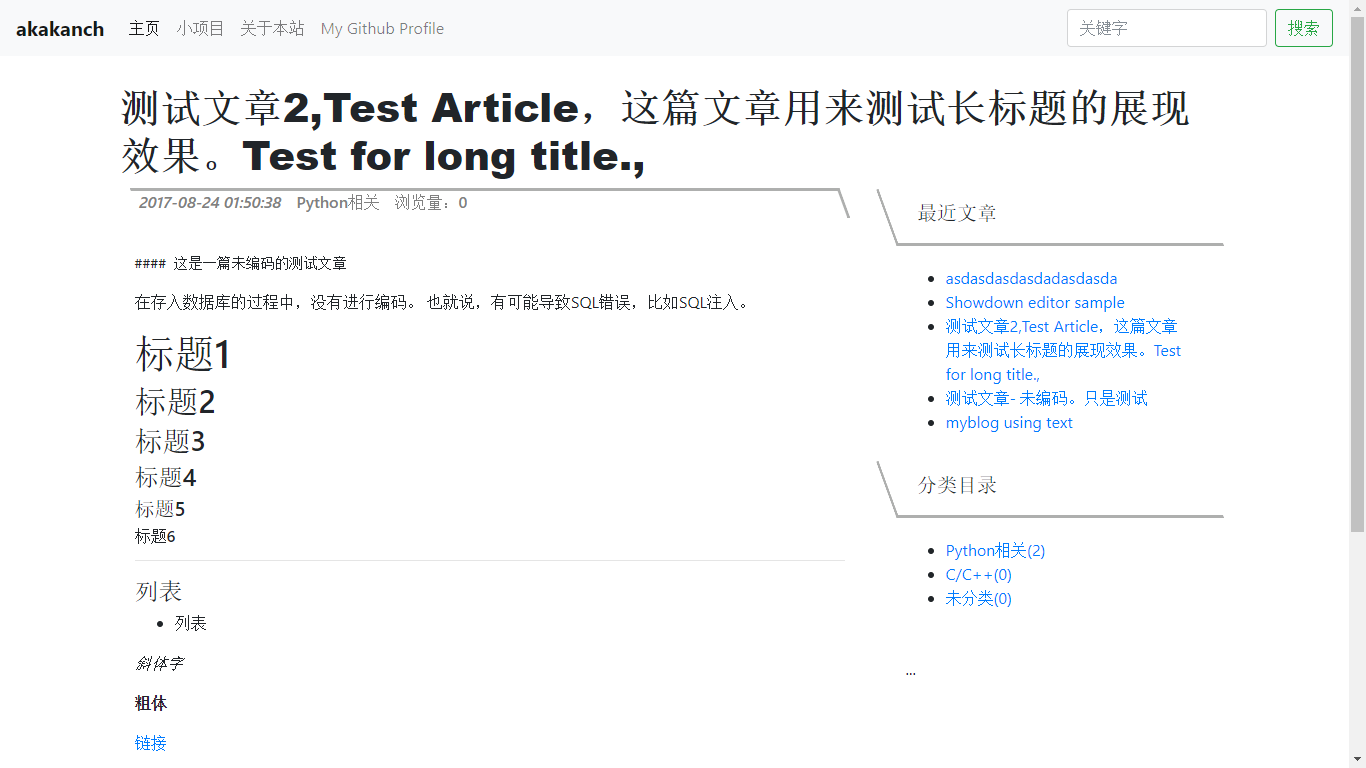 akakanch 主页 小项目 关于本站 My Github Profile 关键字 搜索
测试文章2,Test Article，这篇文章用来测试长标题的展现
效果。Test for long title.,
2017-08-24 01:50:38 Python相关 浏览量：0
#### 这是一篇未编码的测试文章
在存入数据库的过程中，没有进行编码。 也就说，有可能导致SQL错误，比如SQL注入。
标题1
标题2
标题3
标题4
标题5
标题6
列表
列表
斜体字
粗体
链接
最近文章
asdasdasdasdadasdasda
Showdown editor sample
测试文章2,Test Article，这篇文章
用来测试长标题的展现效果。Test
for long title.,
测试文章- 未编码。只是测试
myblog using text
分类目录
Python相关(2)
C/C++(0)
未分类(0)
...